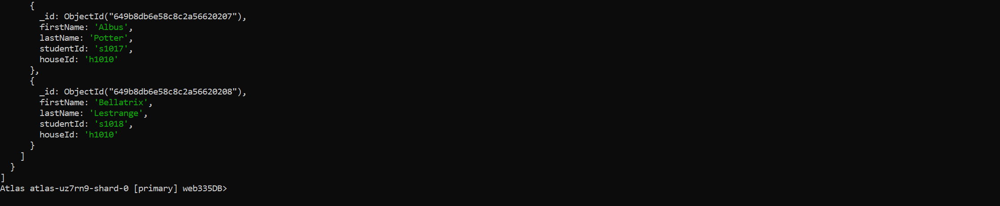 {
_id: ObjectId("649b8db6e58c8c2a56620207"),
firstName: 'Albus',
lastName: 'Potter',
studentId: 's1017',
houseId: 'h1010'
},
{
_id: ObjectId("649b8db6e58c8c2a56620208"),
firstName: 'Bellatrix',
lastName: 'Lestrange',
studentId: 's1018',
houseId: 'h1010'
}
]
}
]
Atlas atlas-uz7rn9-shard-0 [primary] web335DB>